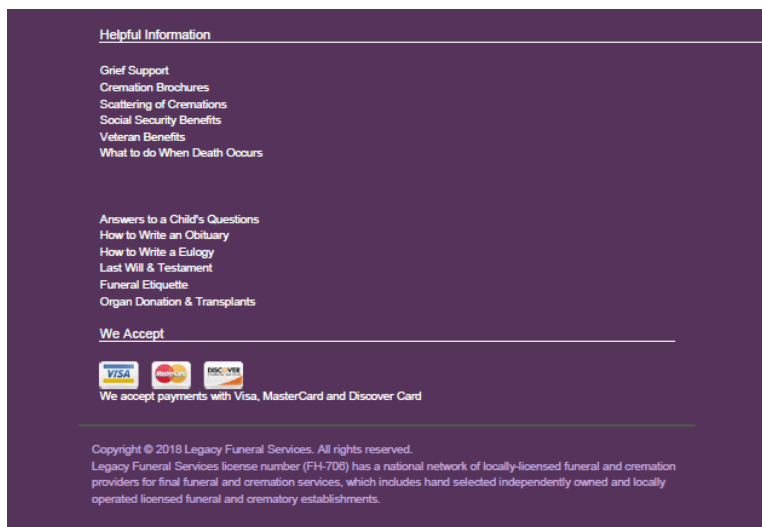 Helpful Information
Grief Support
Cremation Brochures
Scattering of Cremations
Social Security Benefits
Veteran Benefits
What to do When Death Occurs
Answers to a Child's Questions
How to Write an Obituary
How to Write a Eulogy
Last Will & Testament
Funeral Etiquette
Organ Donation & Transplants
We Accept
VISA MasterCard DISCOVER
We accept payments with Visa, MasterCard and Discover Card
Copyright © 2018 Legacy Funeral Services. All rights reserved.
Legacy Funeral Services license number (FH-706) has a national network of locally-licensed funeral and cremation
providers for final funeral and cremation services, which includes hand selected independently owned and locally
operated licensed funeral and crematory establishments.